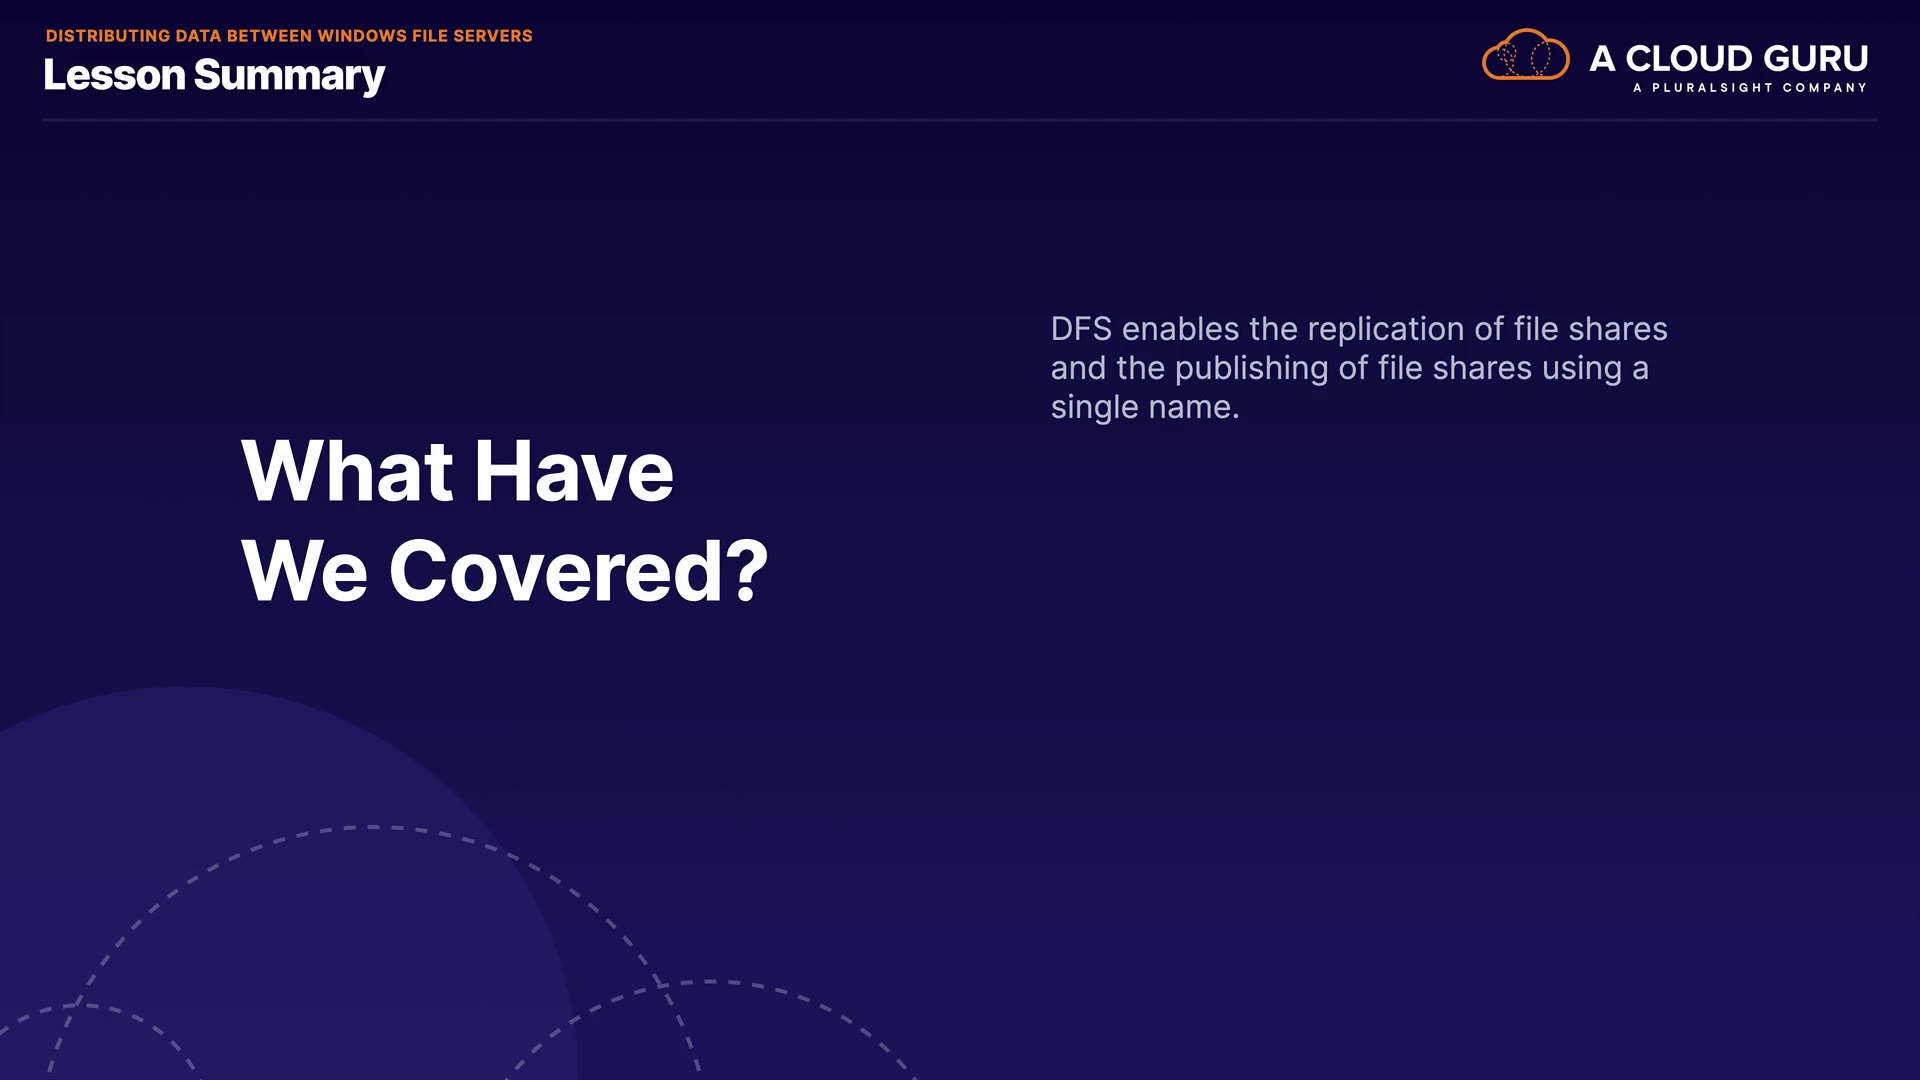 DISTRIBUTING DATA BETWEEN WINDOWS FILE SERVERS
Lesson Summary
A CLOUD GURU
A PLURALSIGHT COMPANY
What Have
We Covered?
DFS enables the replication of file shares
and the publishing of file shares using a
single name.